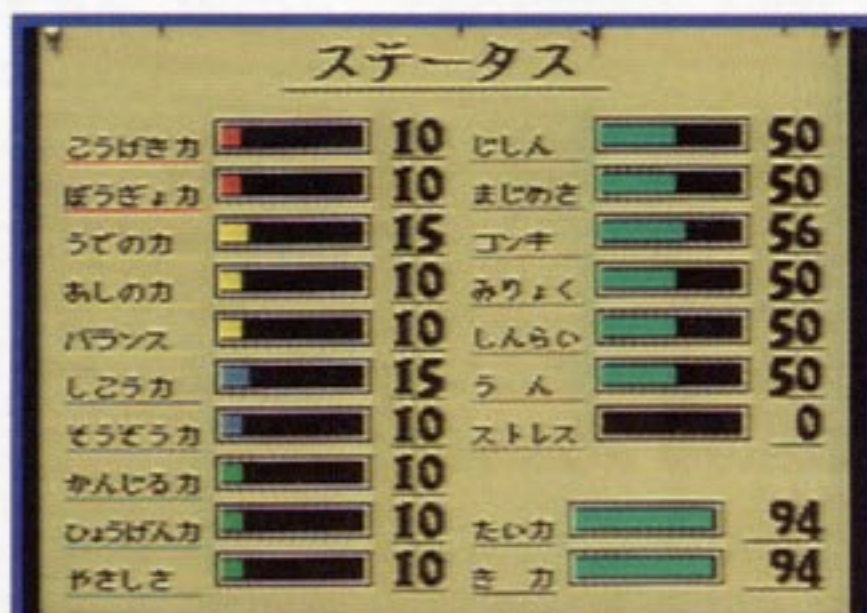 ステータス
こうげき力 10
ぼうぎょ力 10
うでの力 15
あしの力 10
バランス 10
しこう力 15
そうぞう力 10
かんじる力 10
ひょうげん力 10
やさしさ 10
じしん 50
まじめさ 50
コンキ 56
みりょく 50
しんらい 50
うん 50
ストレス 0
たい力 94
き力 94